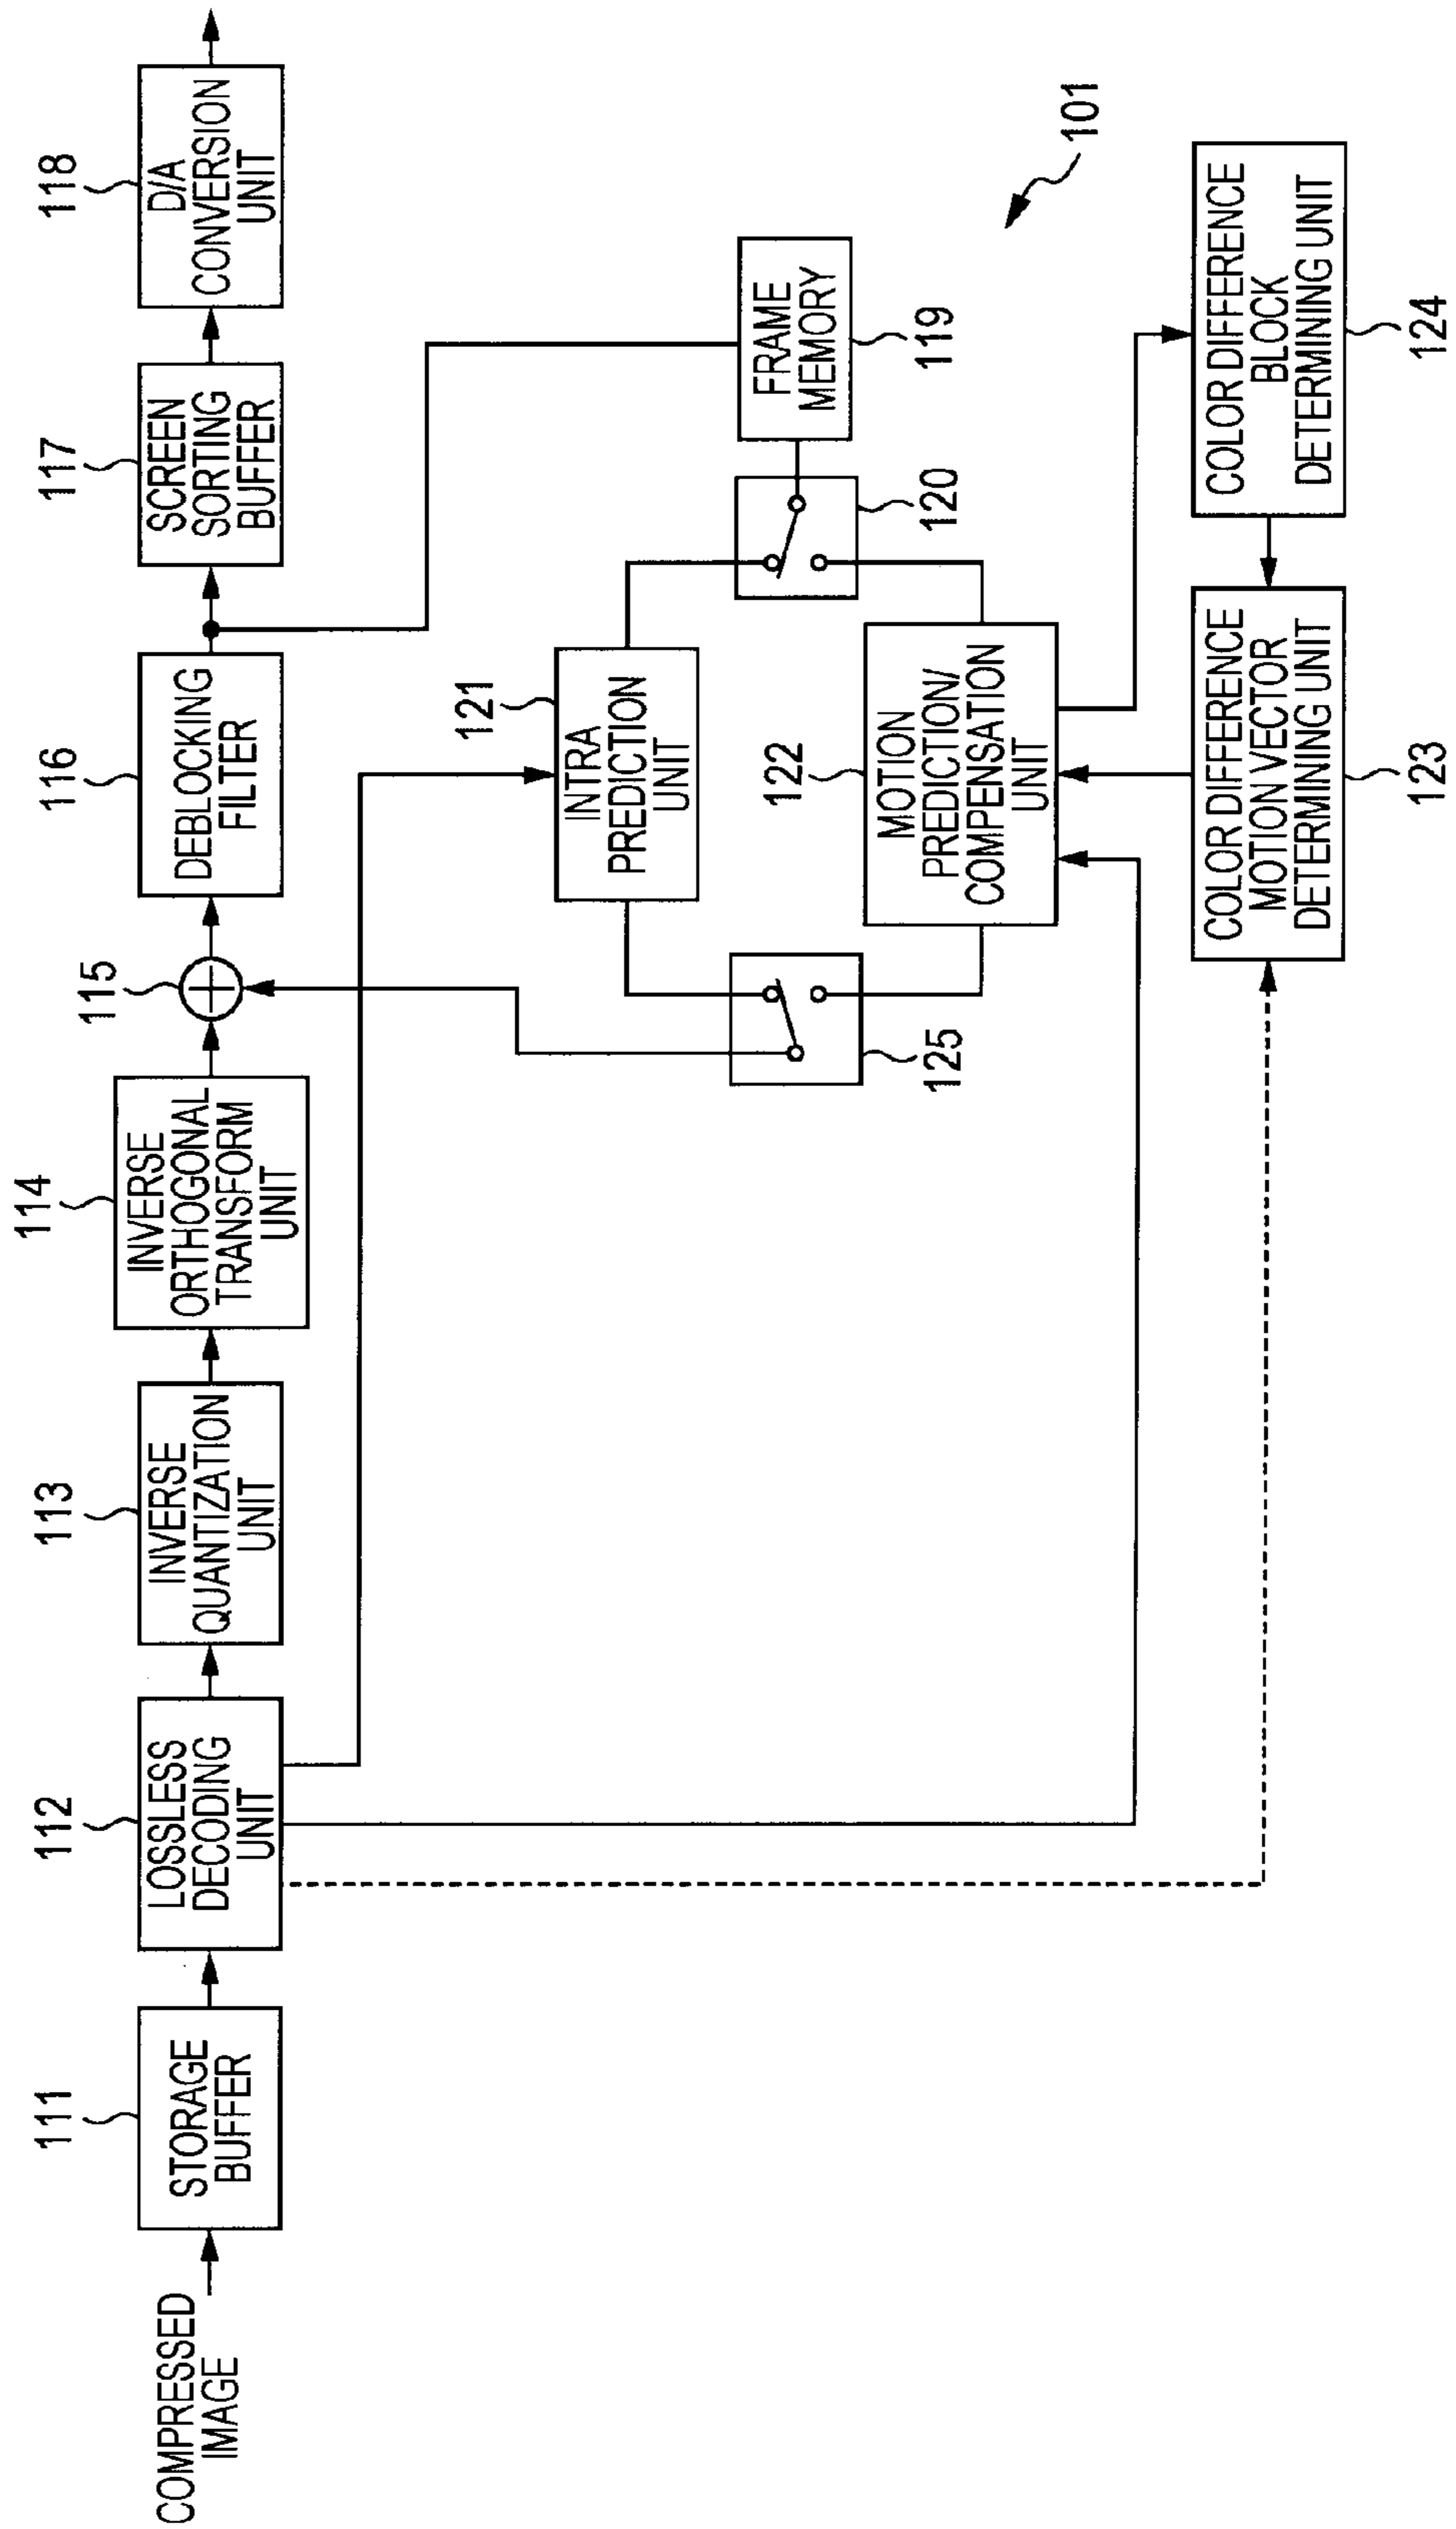 101
COMPRESSED
IMAGE
111
STORAGE
BUFFER
112
LOSSLESS
DECODING
UNIT
113
INVERSE
QUANTIZATION
UNIT
114
INVERSE
ORTHOGONAL
TRANSFORM
UNIT
115
116
DEBLOCKING
FILTER
117
SCREEN
SORTING
BUFFER
118
D/A
CONVERSION
UNIT
121
INTRA
PREDICTION
UNIT
FRAME
MEMORY
119
120
125
122
MOTION
PREDICTION/
COMPENSATION
UNIT
COLOR DIFFERENCE
MOTION VECTOR
DETERMINING UNIT
123
COLOR DIFFERENCE
BLOCK
DETERMINING UNIT
124